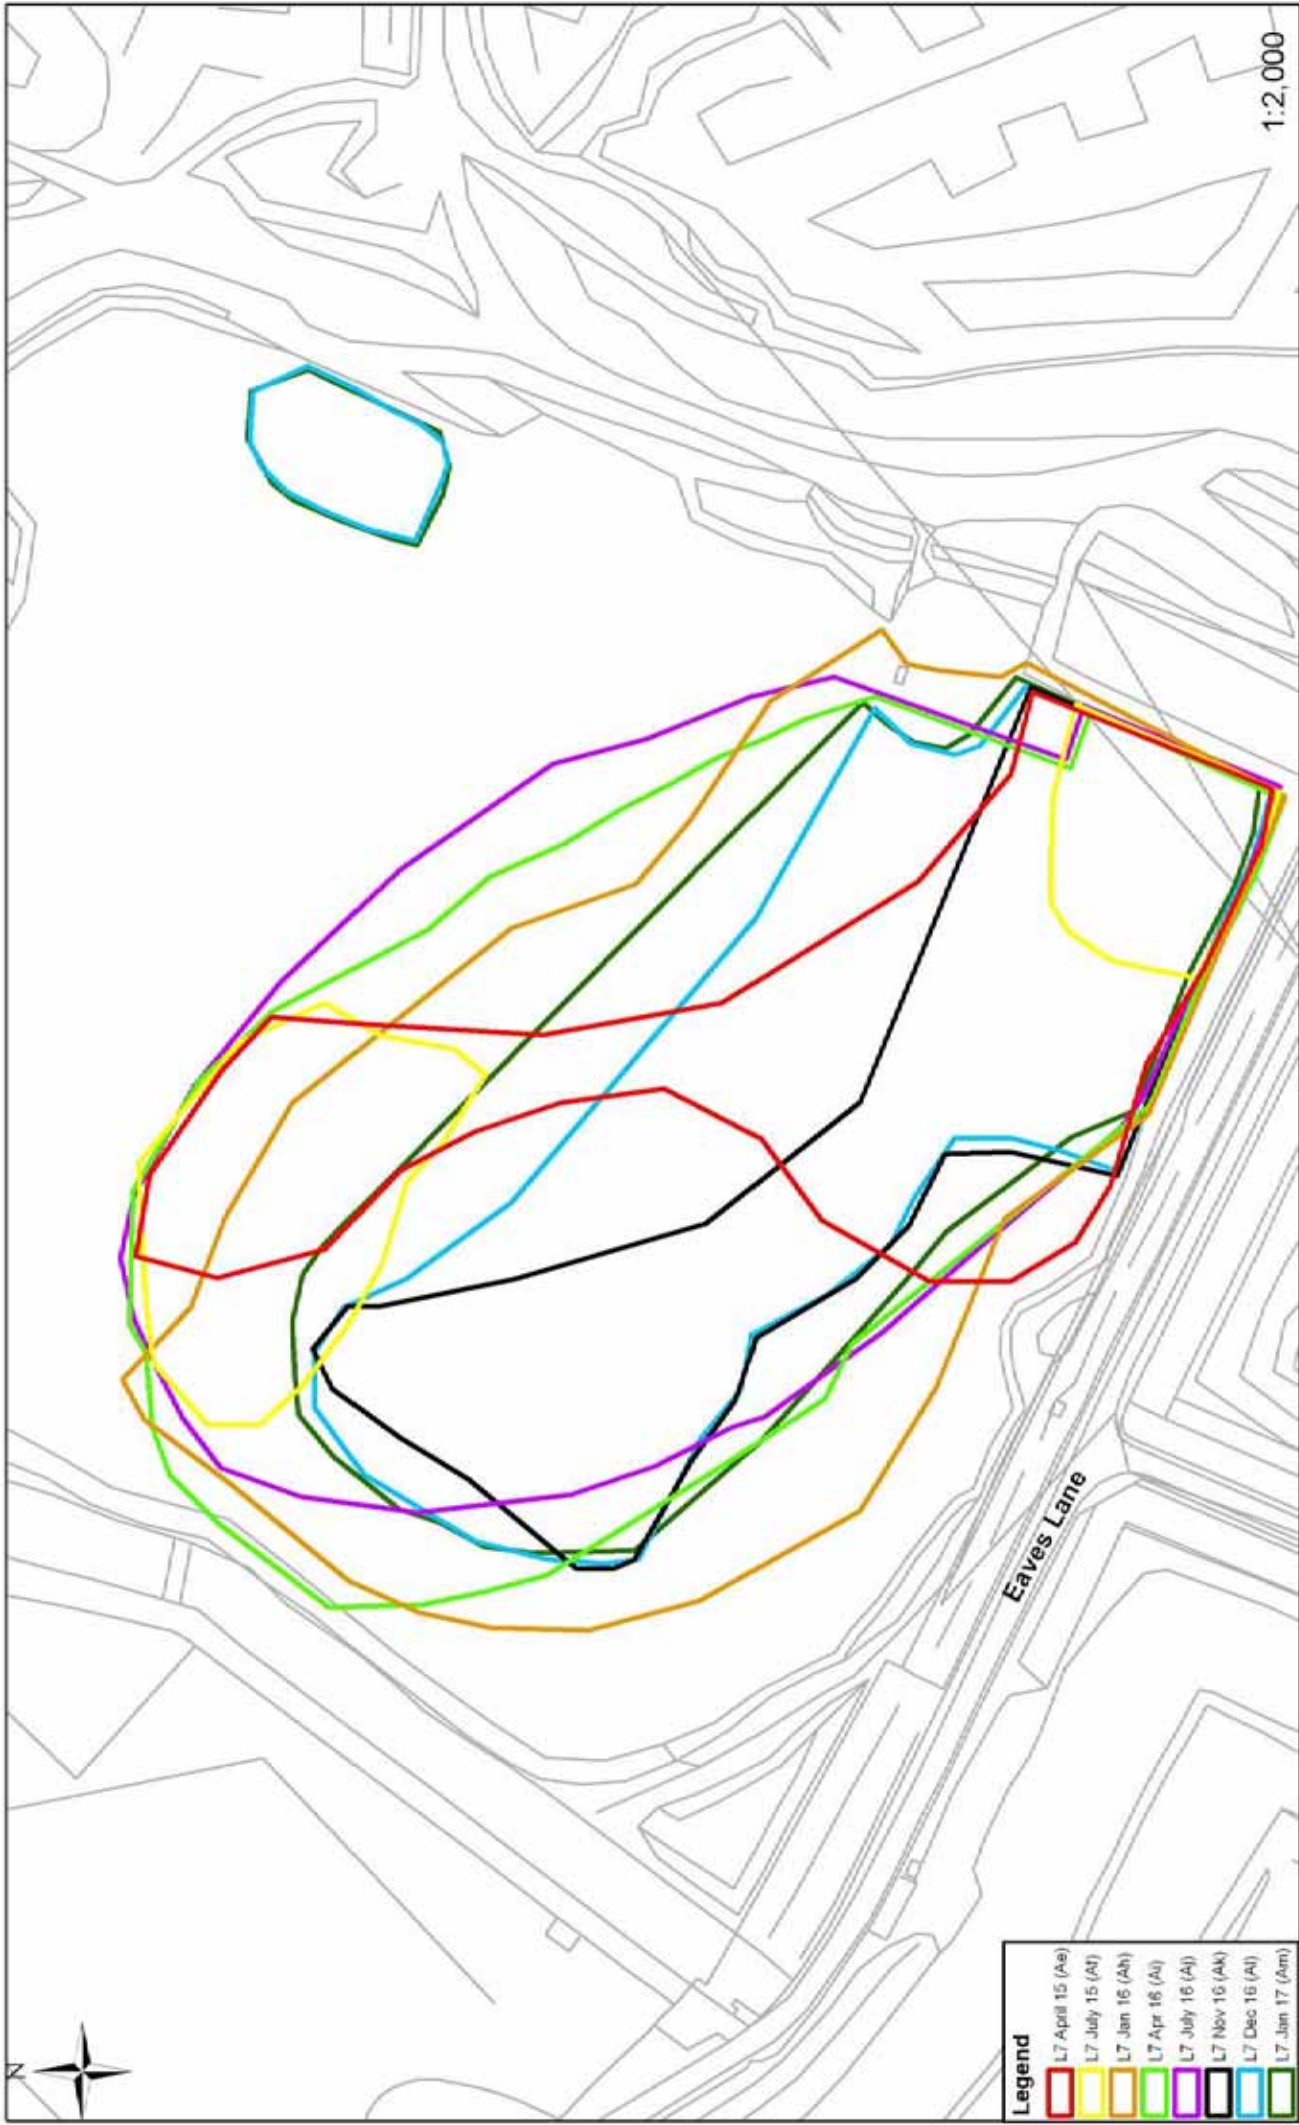 N
1:2,000
Eaves Lane
Legend
L7 April 15 (Ae)
L7 July 15 (Af)
L7 Jan 16 (Ah)
L7 Apr 16 (Ai)
L7 July 16 (Aj)
L7 Nov 16 (Ak)
L7 Dec 16 (Al)
L7 Jan 17 (Am)